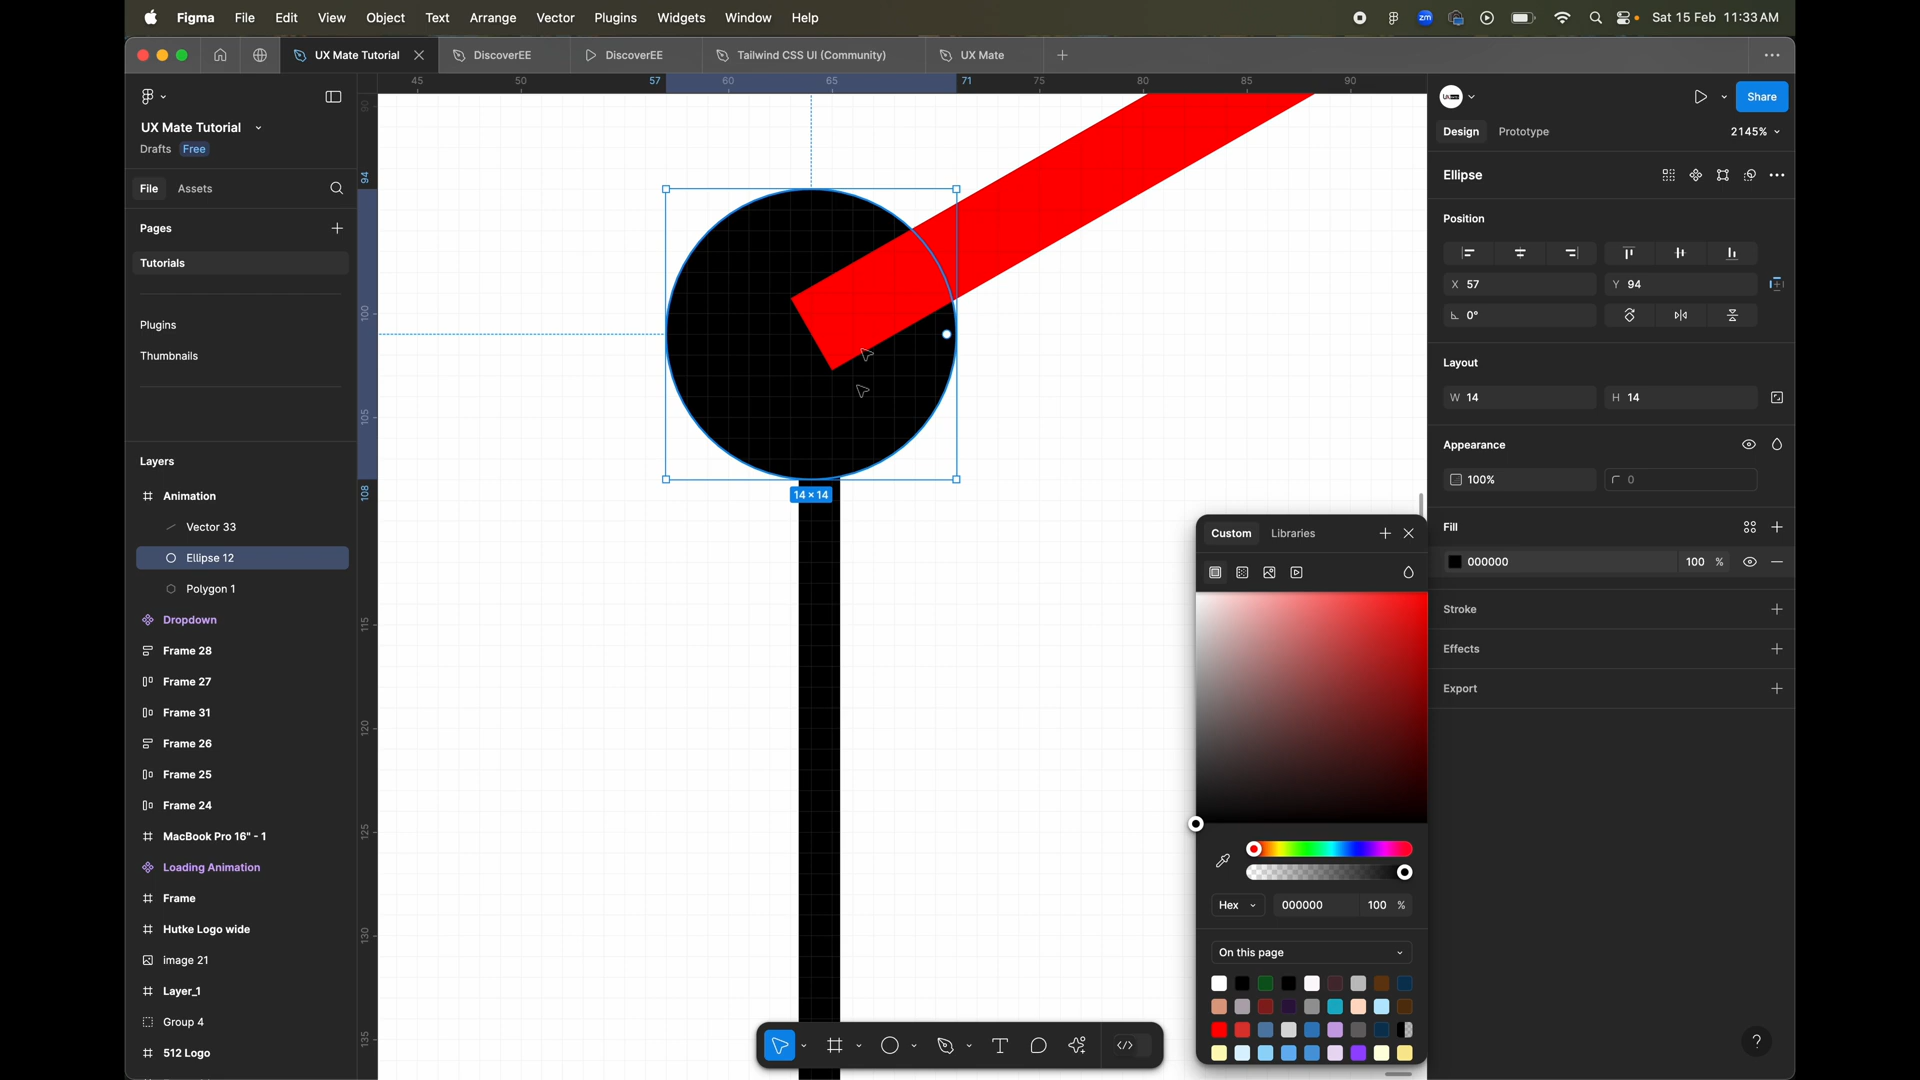 Figma File Edit View Object Text Arrange Vector Plugins Widgets Window Help
zm
Sat 15 Feb 11:33 AM
UX Mate Tutorial
DiscoverEE
DiscoverEE
Tailwind CSS UI (Community)
UX Mate
45 50 57 60 65 71 75 80 85 90
UX Mate Tutorial
Drafts Free
File Assets
Pages
Tutorials
Plugins
Thumbnails
Layers
Animation
Vector 33
Ellipse 12
Polygon 1
Dropdown
Frame 28
Frame 27
Frame 31
Frame 26
Frame 25
Frame 24
MacBook Pro 16" - 1
Loading Animation
Frame
Hutke Logo wide
image 21
Layer_1
Group 4
512 Logo
90
94
100
105
108
115
120
125
130
135
14 × 14
Share
Design Prototype 2145%
Ellipse
Position
X 57 Y 94
0°
Layout
W 14 H 14
Appearance
100% 0
Fill
000000 100 %
Stroke
Effects
Export
Custom Libraries
Hex 000000 100 %
On this page
?